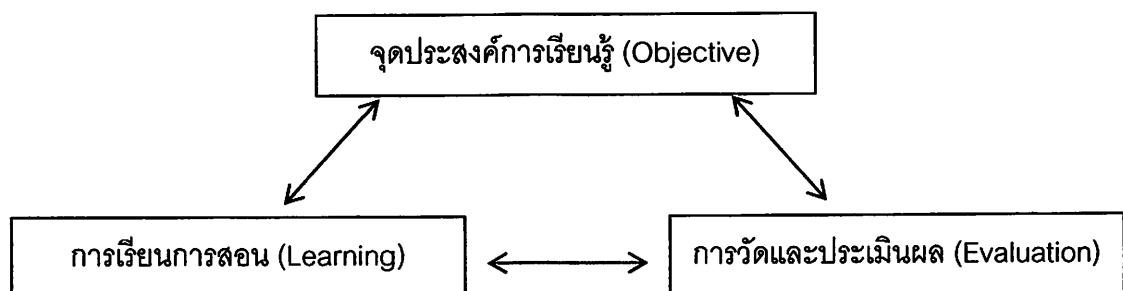 จุดประสงค์การเรียนรู้ (Objective)
การเรียนการสอน (Learning)
การวัดและประเมินผล (Evaluation)